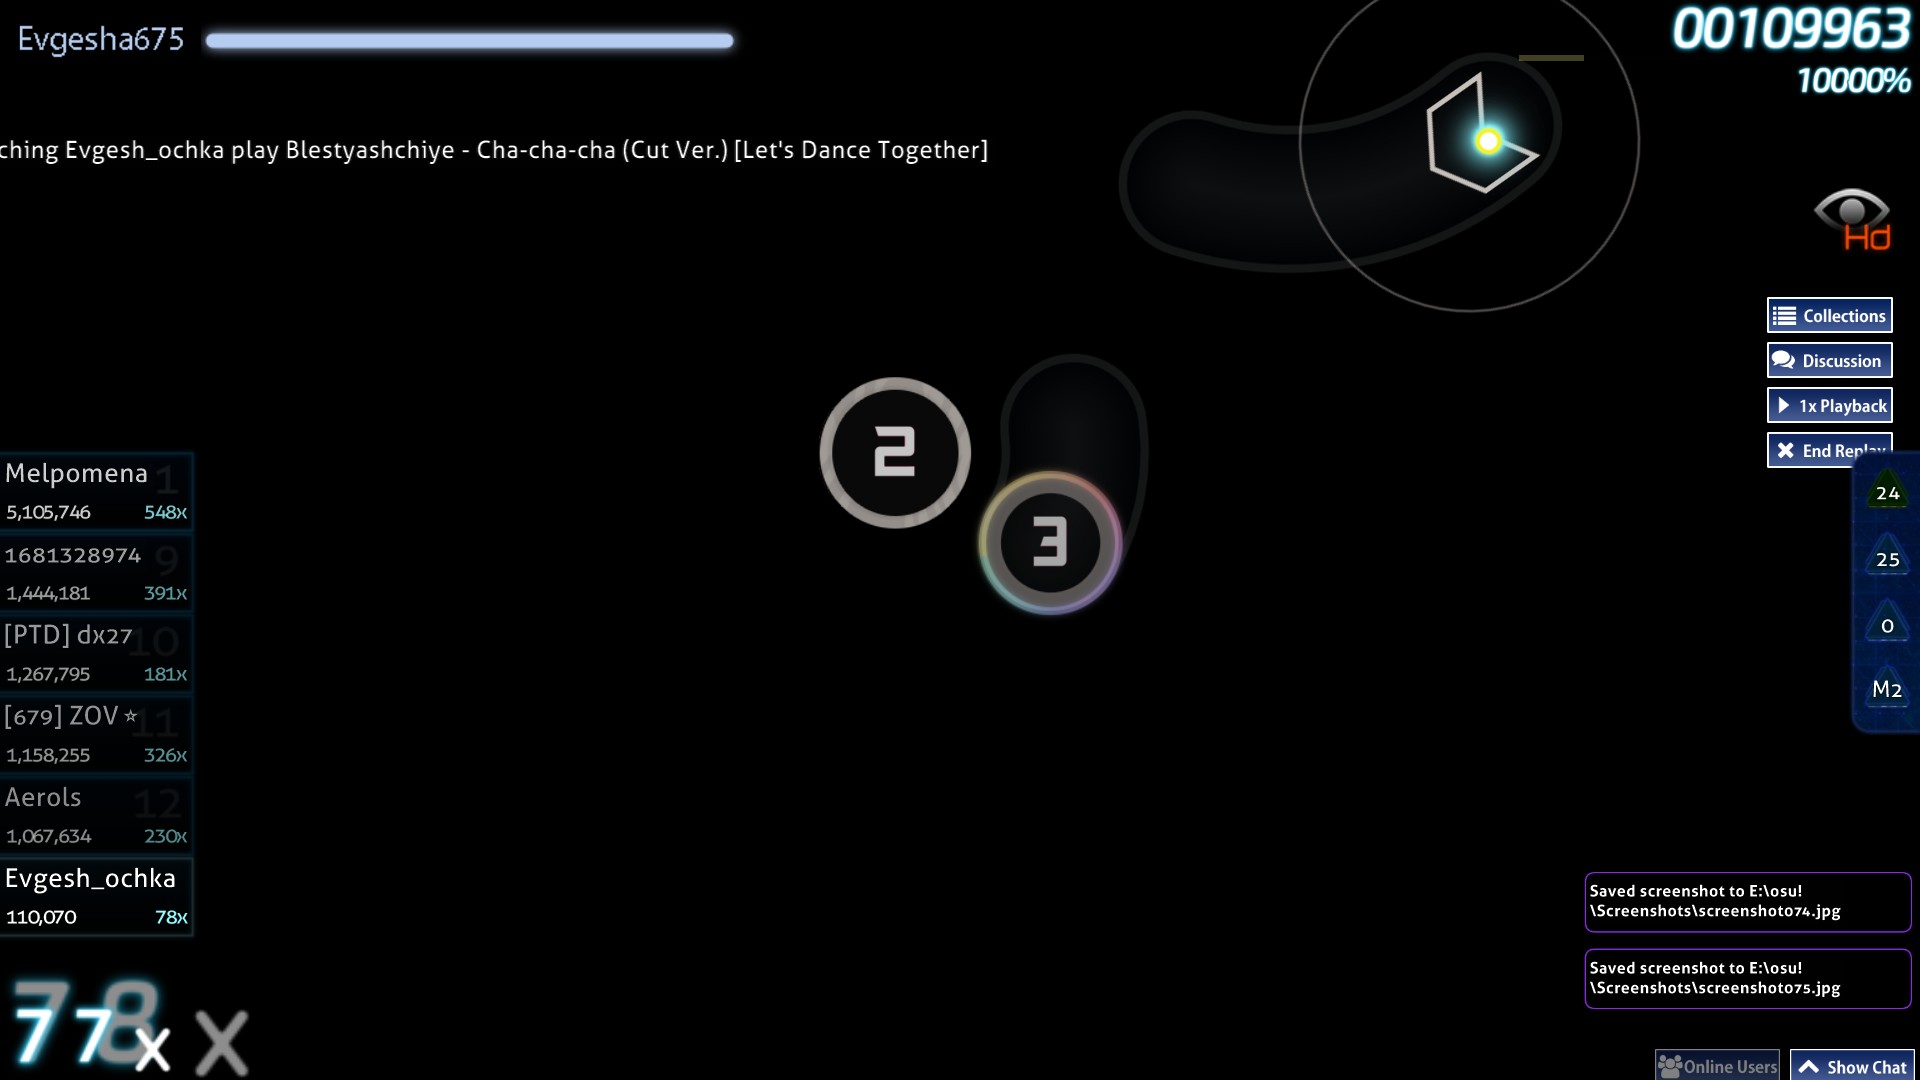 Evgesha675
00109963
10000%
ching Evgesh_ochka play Blestyashchiye - Cha-cha-cha (Cut Ver.) [Let's Dance Together]
Hd
Collections
Discussion
1x Playback
End Replay
2
3
24
25
0
M2
Melpomena 1
5,105,746 548x
1681328974 9
1,444,181 391x
[PTD] dx27 10
1,267,795 181x
[679] ZOV ☆ 11
1,158,255 326x
Aerols 12
1,067,634 230x
Evgesh_ochka
110,070 78x
77x
78x
Saved screenshot to E:\osu!
\Screenshots\screenshot074.jpg
Saved screenshot to E:\osu!
\Screenshots\screenshot075.jpg
Online Users
Show Chat